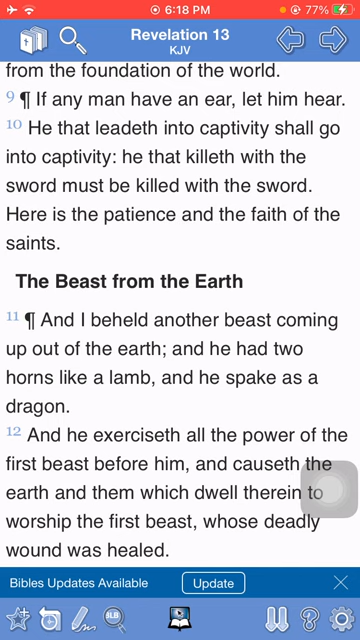 6:18 PM
77%
Revelation 13
KJV
from the foundation of the world.
9 ¶ If any man have an ear, let him hear.
10 He that leadeth into captivity shall go
into captivity: he that killeth with the
sword must be killed with the sword.
Here is the patience and the faith of the
saints.
The Beast from the Earth
11 ¶ And I beheld another beast coming
up out of the earth; and he had two
horns like a lamb, and he spake as a
dragon.
12 And he exerciseth all the power of the
first beast before him, and causeth the
earth and them which dwell therein to
worship the first beast, whose deadly
wound was healed.
Bibles Updates Available
Update